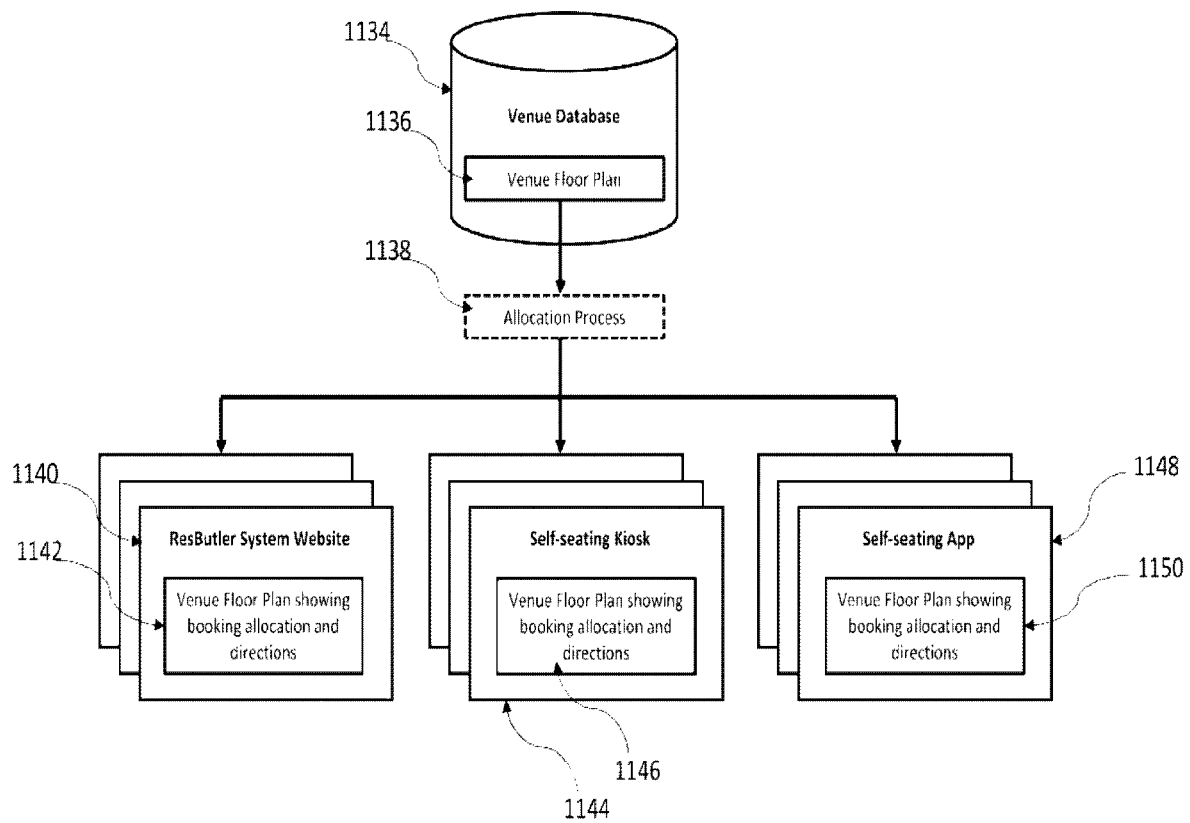 1134
Venue Database
1136
Venue Floor Plan
1138
Allocation Process
1140
ResButler System Website
1142
Venue Floor Plan showing
booking allocation and
directions
Self-seating Kiosk
Venue Floor Plan showing
booking allocation and
directions
1146
1144
Self-seating App
1148
Venue Floor Plan showing
booking allocation and
directions
1150